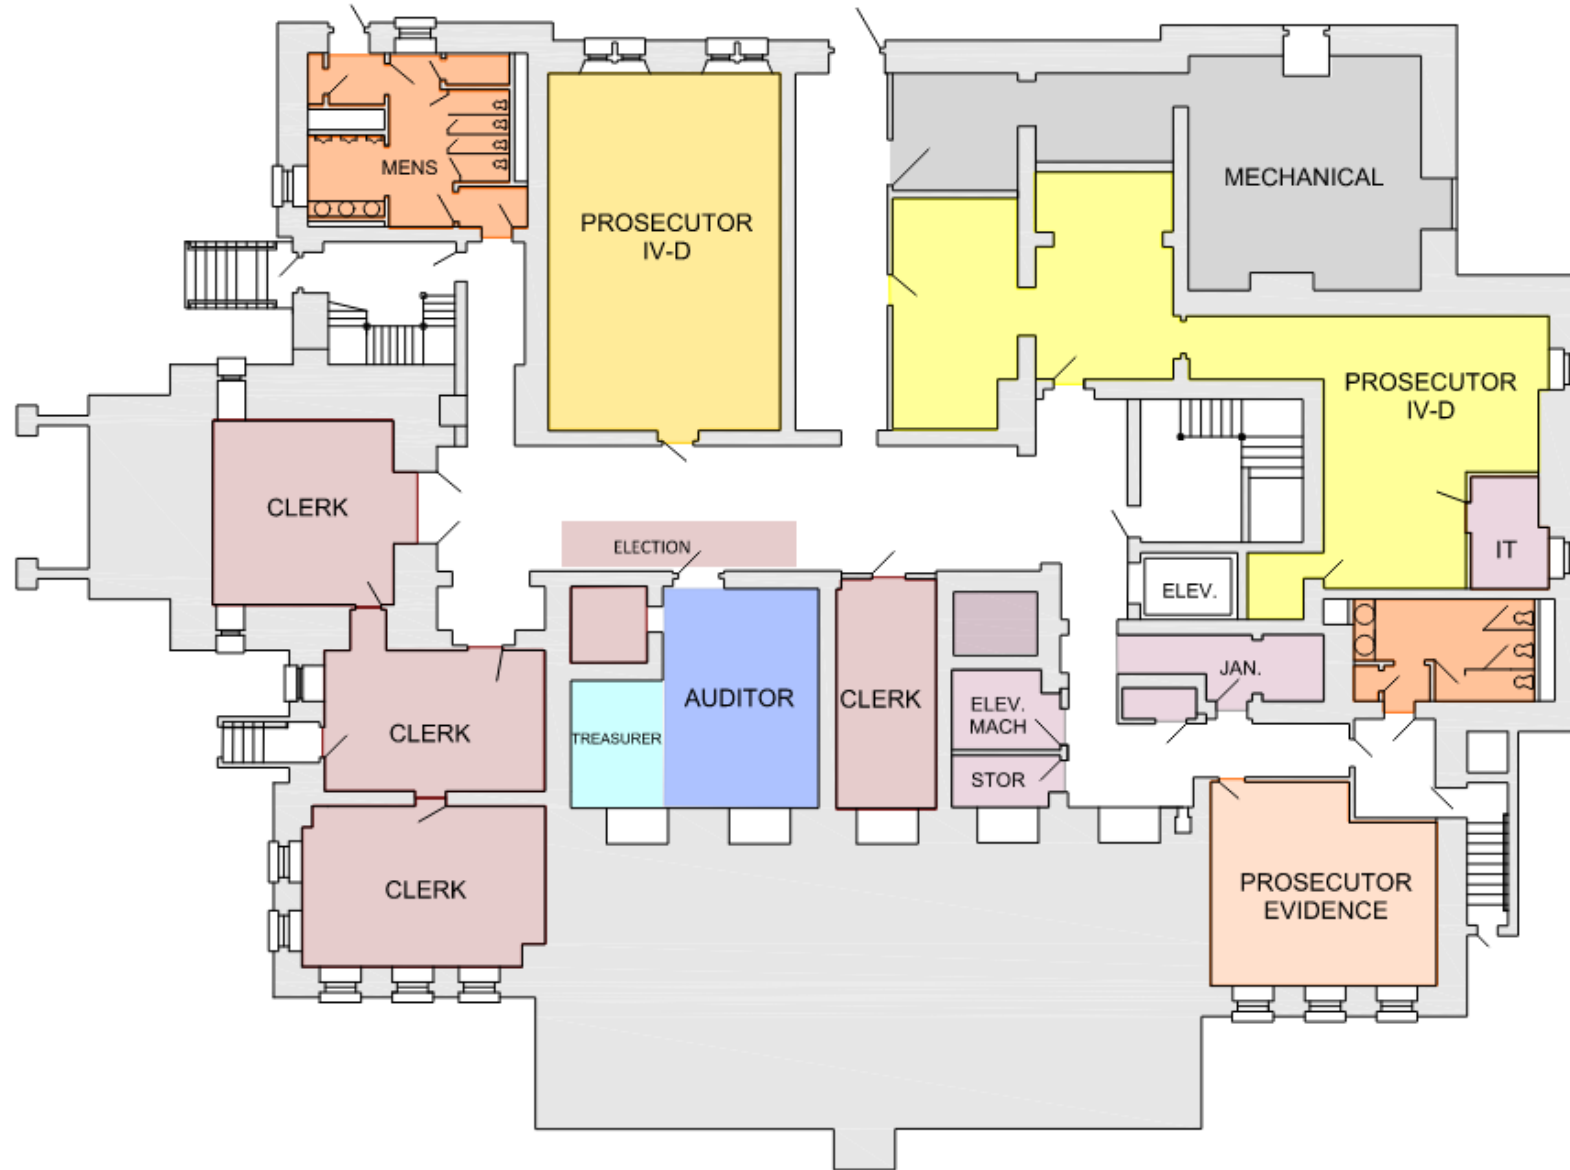 MENS
PROSECUTOR
IV-D
MECHANICAL
PROSECUTOR
IV-D
CLERK
ELECTION
IT
ELEV.
JAN.
CLERK
TREASURER
AUDITOR
CLERK
ELEV.
MACH
STOR
CLERK
PROSECUTOR
EVIDENCE